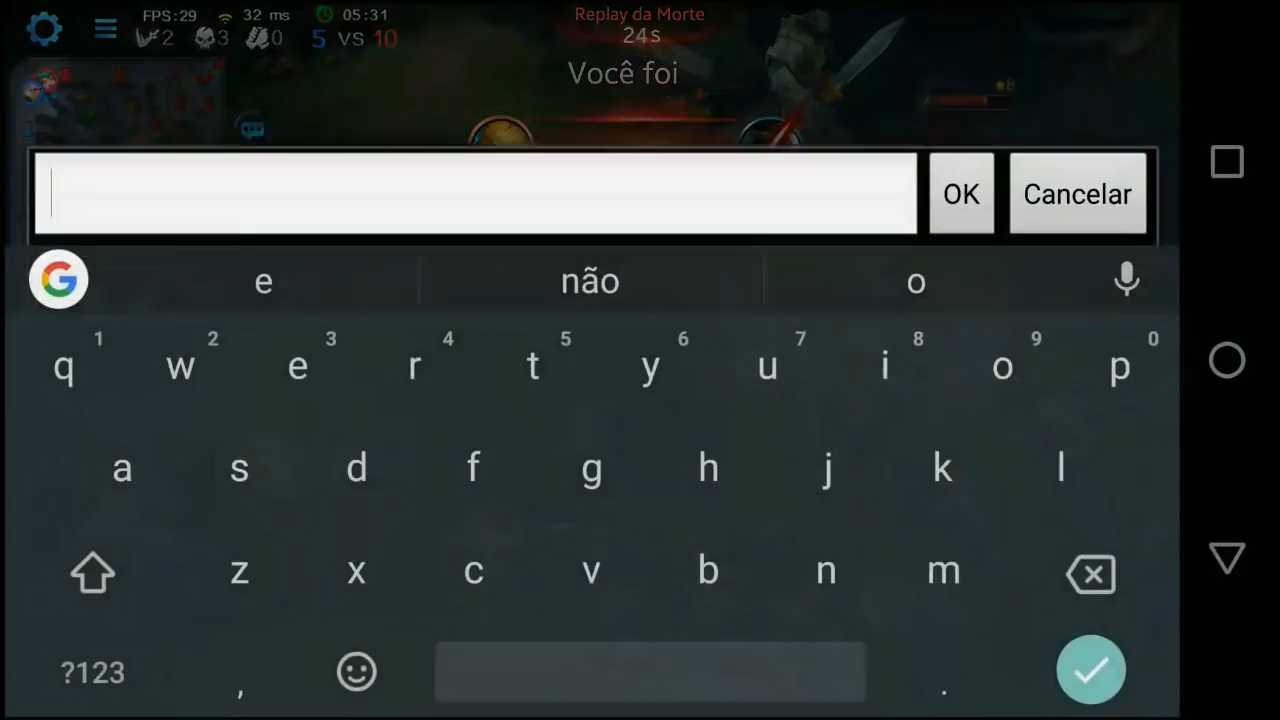 FPS:29 32 ms 05:31
2 3 0 5 VS 10
Replay da Morte
24s
Você foi
8
OK Cancelar
e não o
1 2 3 4 5 6 7 8 9 0
q w e r t y u i o p
a s d f g h j k l
z x c v b n m
?123 , .